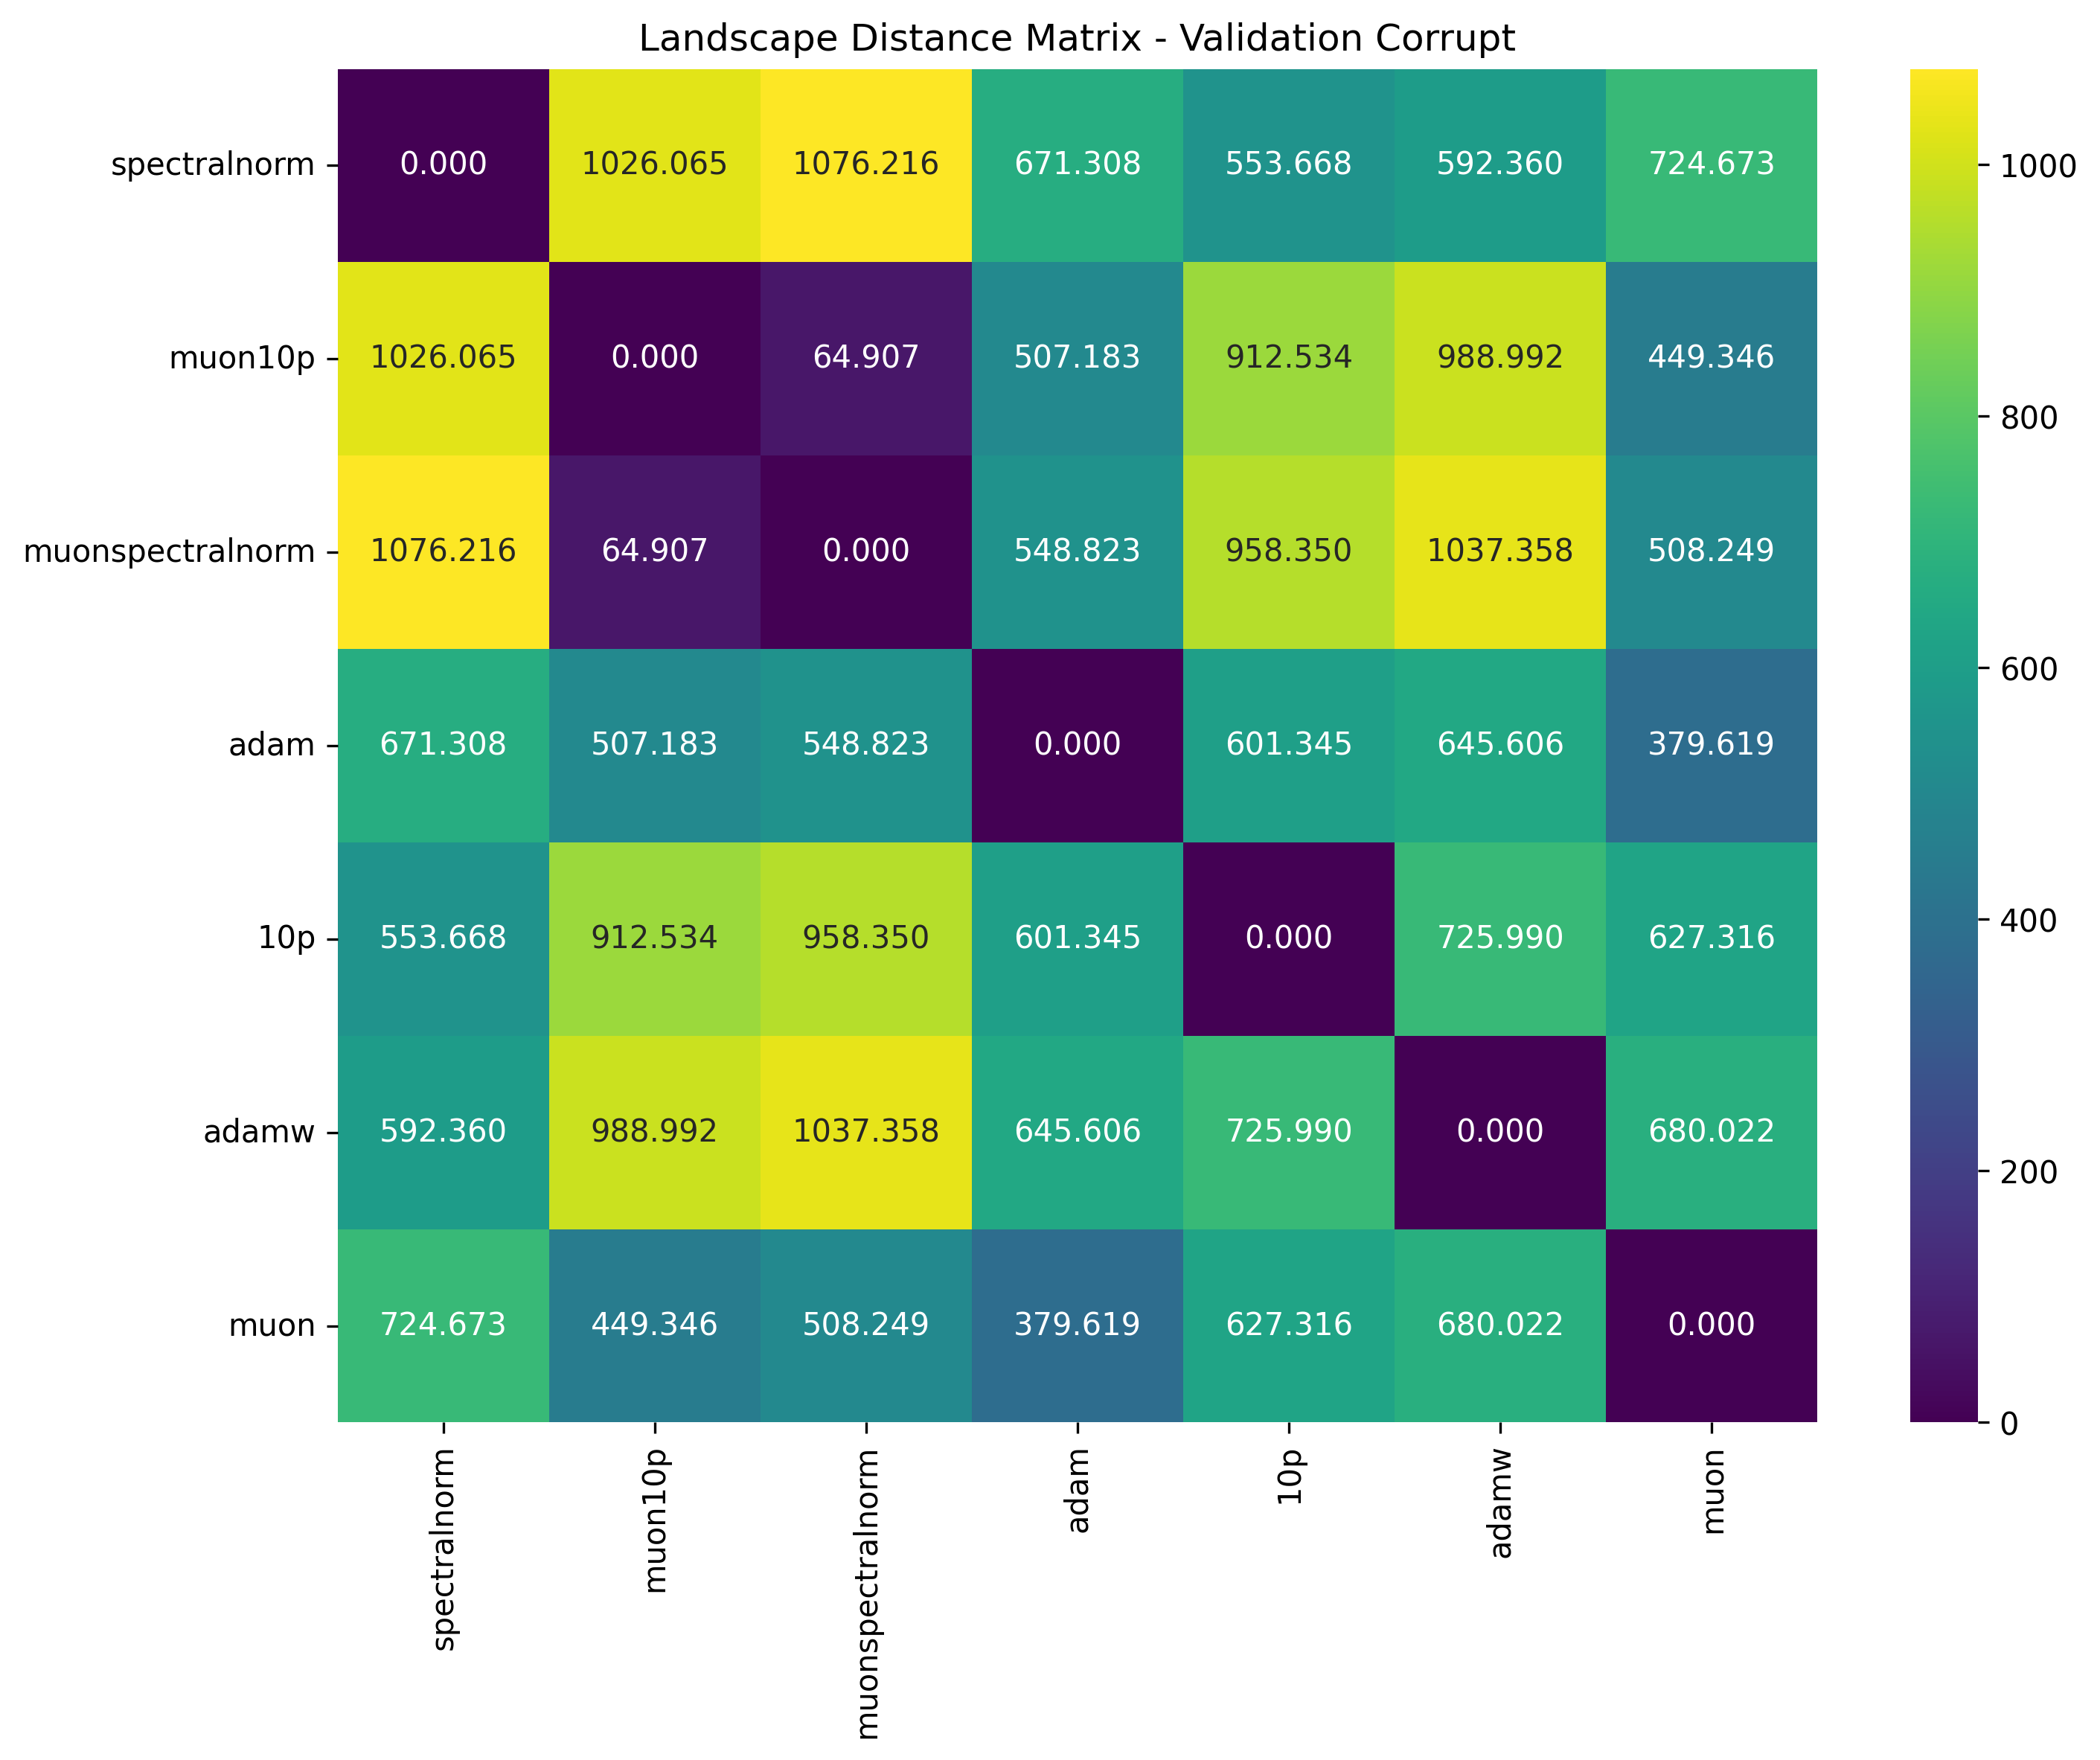 Landscape Distance Matrix - Validation Corrupt
spectralnorm 0.000 1026.065 1076.216 671.308 553.668 592.360 724.673
muon10p 1026.065 0.000 64.907 507.183 912.534 988.992 449.346
muonspectralnorm 1076.216 64.907 0.000 548.823 958.350 1037.358 508.249
adam 671.308 507.183 548.823 0.000 601.345 645.606 379.619
10p 553.668 912.534 958.350 601.345 0.000 725.990 627.316
adamw 592.360 988.992 1037.358 645.606 725.990 0.000 680.022
muon 724.673 449.346 508.249 379.619 627.316 680.022 0.000
spectralnorm muon10p muonspectralnorm adam 10p adamw muon
1000
800
600
400
200
0